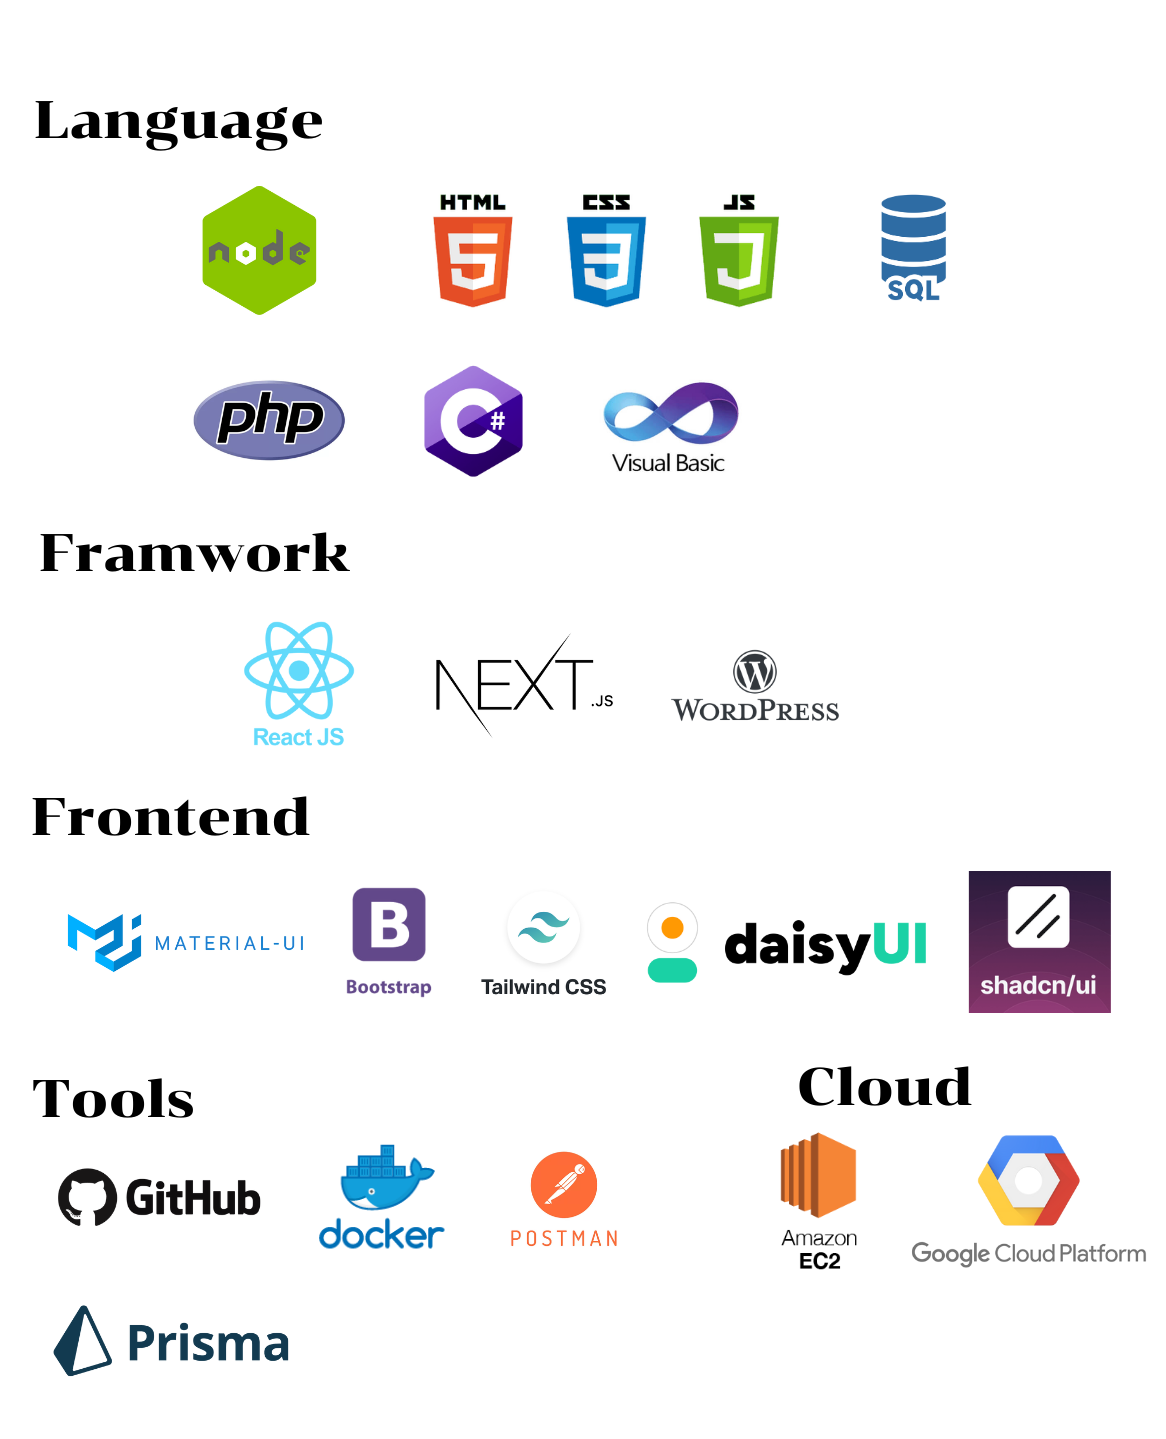 Language
node
HTML
CSS
JS
5
3
J
SQL
php
C#
Visual Basic
Framwork
React JS
NEXT.JS
W
WORDPRESS
Frontend
MATERIAL-UI
B
Bootstrap
Tailwind CSS
daisyUI
shadcn/ui
Tools
Cloud
GitHub
docker
POSTMAN
Amazon
EC2
Google Cloud Platform
Prisma